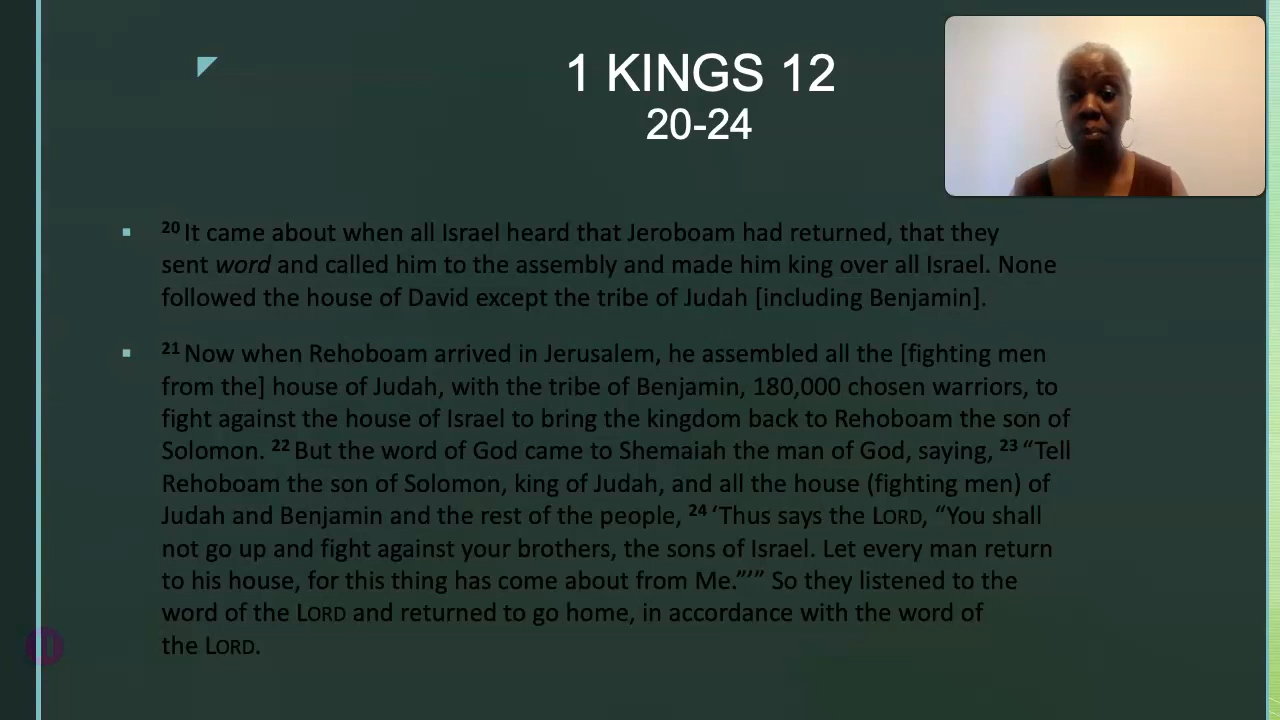 1 KINGS 12
20-24
20 It came about when all Israel heard that Jeroboam had returned, that they
sent word and called him to the assembly and made him king over all Israel. None
followed the house of David except the tribe of Judah [including Benjamin].
21 Now when Rehoboam arrived in Jerusalem, he assembled all the [fighting men
from the] house of Judah, with the tribe of Benjamin, 180,000 chosen warriors, to
fight against the house of Israel to bring the kingdom back to Rehoboam the son of
Solomon. 22 But the word of God came to Shemaiah the man of God, saying, 23 “Tell
Rehoboam the son of Solomon, king of Judah, and all the house (fighting men) of
Judah and Benjamin and the rest of the people, 24 ‘Thus says the LORD, “You shall
not go up and fight against your brothers, the sons of Israel. Let every man return
to his house, for this thing has come about from Me.”’” So they listened to the
word of the LORD and returned to go home, in accordance with the word of
the LORD.